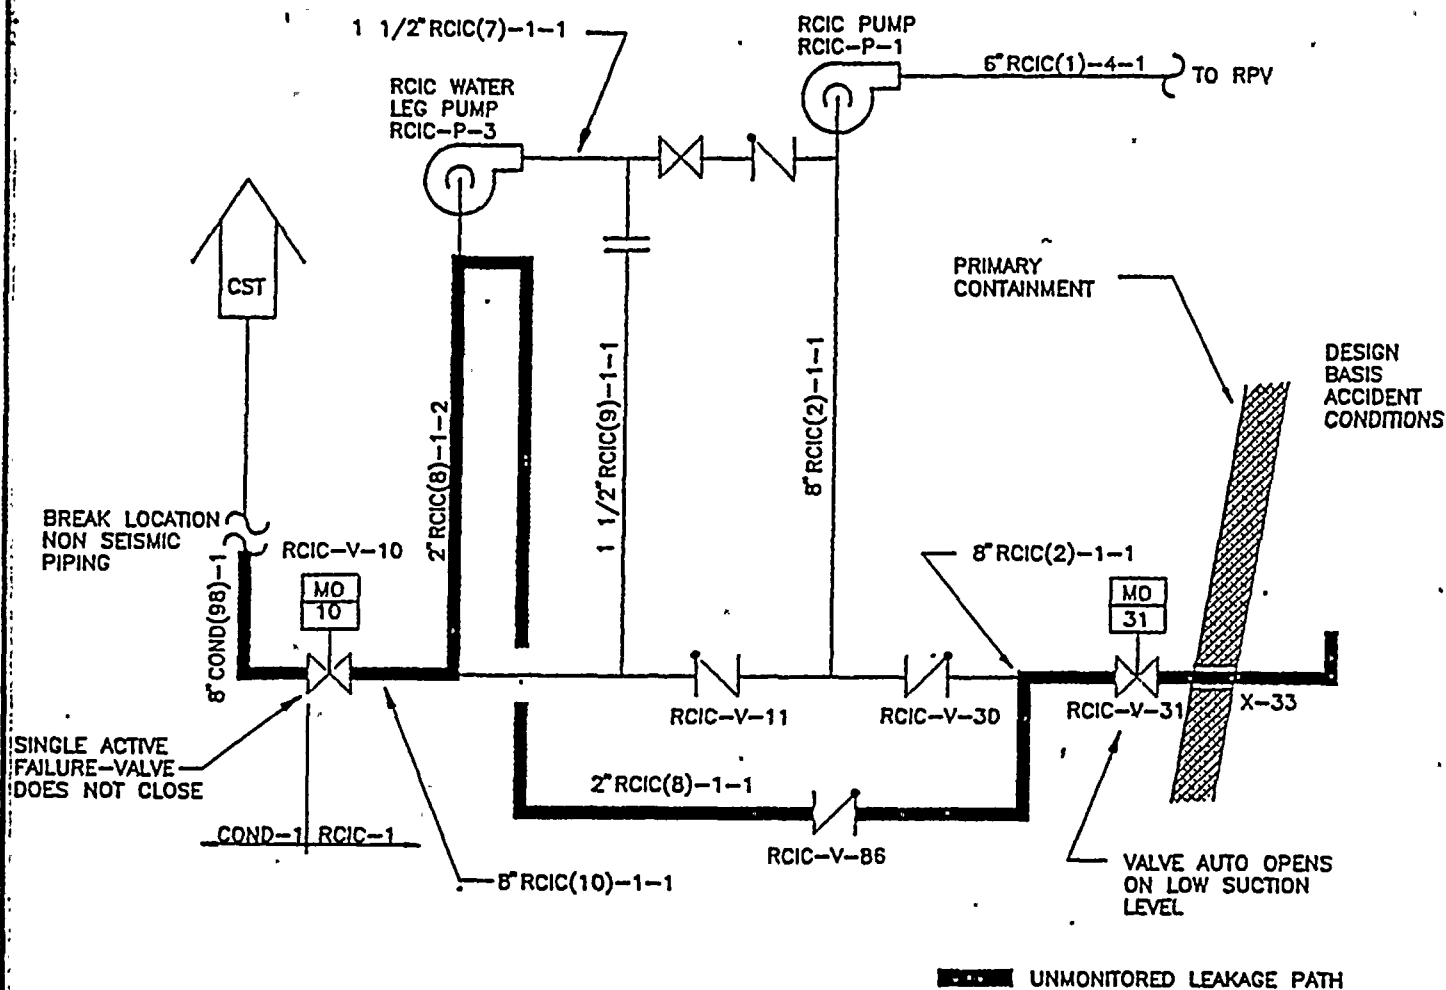 1 1/2"RCIC(7)-1-1
RCIC PUMP
RCIC-P-1
6"RCIC(1)-4-1
TO RPV
RCIC WATER
LEG PUMP
RCIC-P-3
CST
PRIMARY
CONTAINMENT
DESIGN
BASIS
ACCIDENT
CONDITIONS
2"RCIC(8)-1-2
1 1/2"RCIC(9)-1-1
8"RCIC(2)-1-1
BREAK LOCATION
NON SEISMIC
PIPING
8"COND(98)-1
RCIC-V-10
MO
10
8"RCIC(2)-1-1
MO
31
RCIC-V-11
RCIC-V-30
RCIC-V-31
X-33
SINGLE ACTIVE
FAILURE-VALVE
DOES NOT CLOSE
2"RCIC(8)-1-1
COND-1
RCIC-1
RCIC-V-86
8"RCIC(10)-1-1
VALVE AUTO OPENS
ON LOW SUCTION
LEVEL
UNMONITORED LEAKAGE PATH